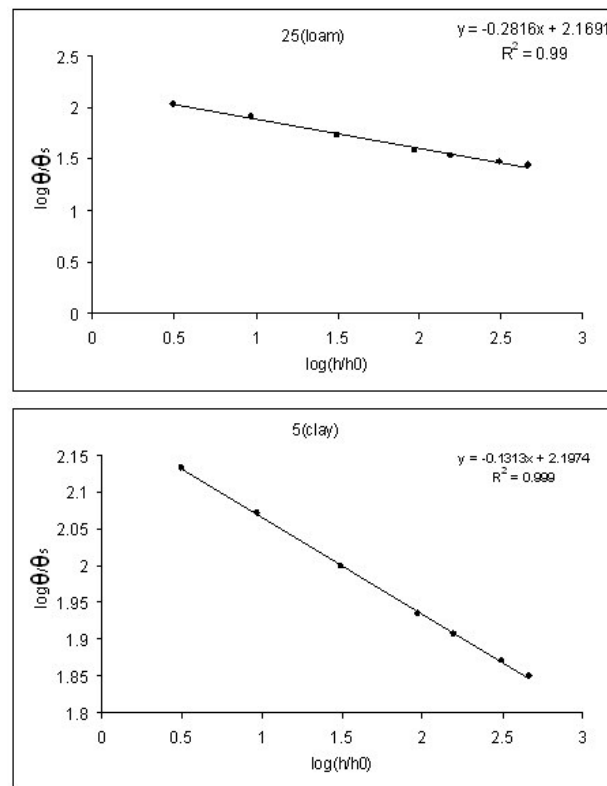 25(loam)
y = -0.2816x + 2.1691
R² = 0.99
2.5
2
1.5
1
0.5
0
logθ/θs
0 0.5 1 1.5 2 2.5 3
log(h/h0)
5(clay)
y = -0.1313x + 2.1974
R² = 0.999
2.15
2.1
2.05
2
1.95
1.9
1.85
1.8
logθ/θs
0 0.5 1 1.5 2 2.5 3
log(h/h0)